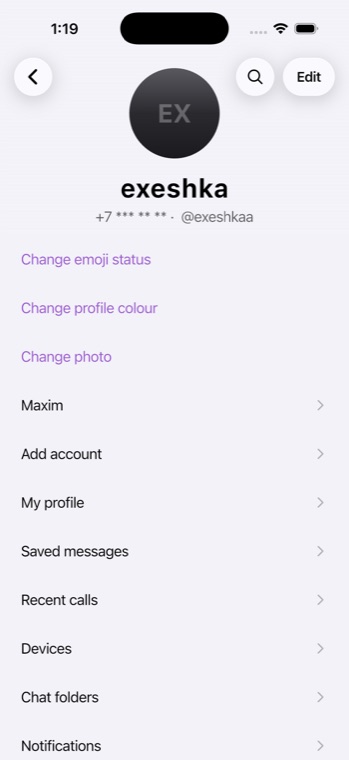 1:19
Edit
EX
exeshka
+7 *** ** ** · @exeshkaa
Change emoji status
Change profile colour
Change photo
Maxim
Add account
My profile
Saved messages
Recent calls
Devices
Chat folders
Notifications